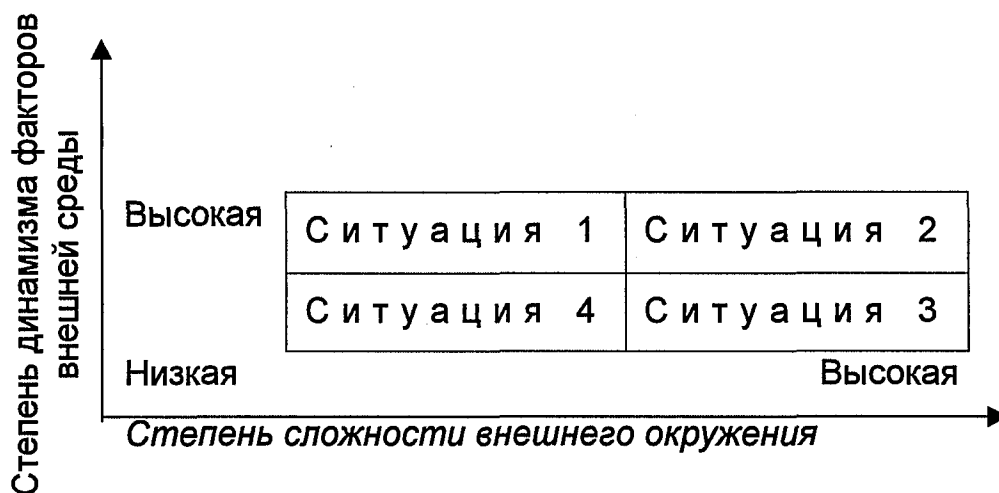 Степень динамизма факторов
внешней среды
Высокая
Ситуация 1
Ситуация 2
Ситуация 4
Ситуация 3
Низкая
Высокая
Степень сложности внешнего окружения